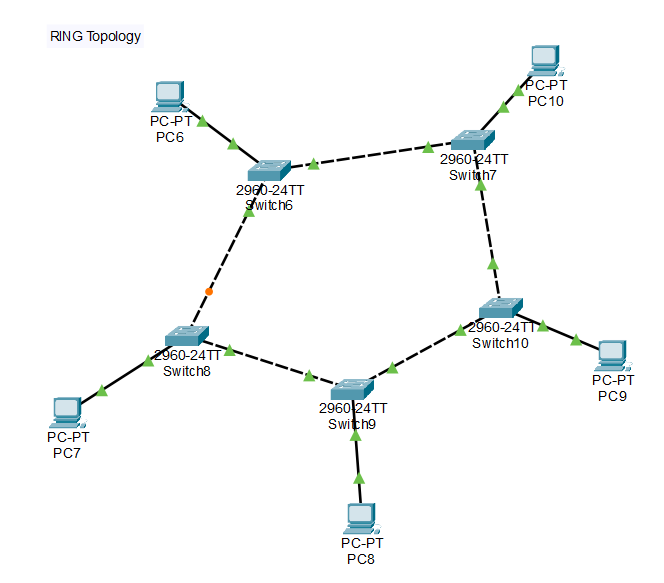 RING Topology
PC-PT
PC10
PC-PT
PC6
2960-24TT
Switch7
2960-24TT
Switch6
2960-24TT
Switch10
2960-24TT
Switch8
PC-PT
PC9
2960-24TT
Switch9
PC-PT
PC7
PC-PT
PC8